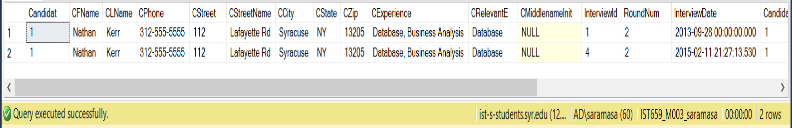 Candidat CFName CLName CPhone CStreet CStreetName CCity CState CZip CExperience CRelevantE CMiddlenameInit InterviewId RoundNum InterviewDate Candida
1 1 Nathan Kerr 312-555-5555 112 Lafayette Rd Syracuse NY 13205 Database, Business Analysis Database NULL 1 2 2013-09-28 00:00:00.000 1
2 1 Nathan Kerr 312-555-5555 112 Lafayette Rd Syracuse NY 13205 Database, Business Analysis Database NULL 4 2 2015-02-11 21:27:13.530 1
Query executed successfully. ist-s-students.syr.edu (12... AD\saramasa (60) IST659_M003_saramasa 00:00:00 2 rows